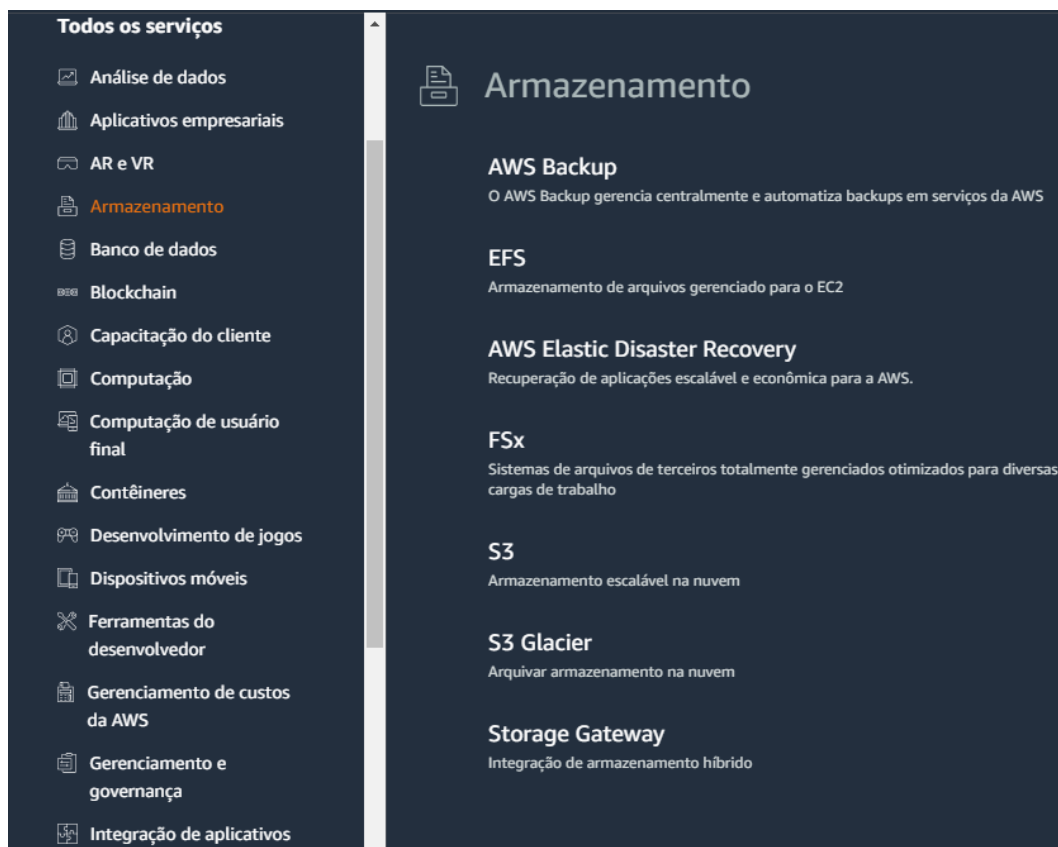 Todos os serviços
Análise de dados
Aplicativos empresariais
AR e VR
Armazenamento
Banco de dados
Blockchain
Capacitação do cliente
Computação
Computação de usuário
final
Contêineres
Desenvolvimento de jogos
Dispositivos móveis
Ferramentas do
desenvolvedor
Gerenciamento de custos
da AWS
Gerenciamento e
governança
Integração de aplicativos
Armazenamento
AWS Backup
O AWS Backup gerencia centralmente e automatiza backups em serviços da AWS
EFS
Armazenamento de arquivos gerenciado para o EC2
AWS Elastic Disaster Recovery
Recuperação de aplicações escalável e econômica para a AWS.
FSx
Sistemas de arquivos de terceiros totalmente gerenciados otimizados para diversas
cargas de trabalho
S3
Armazenamento escalável na nuvem
S3 Glacier
Arquivar armazenamento na nuvem
Storage Gateway
Integração de armazenamento híbrido